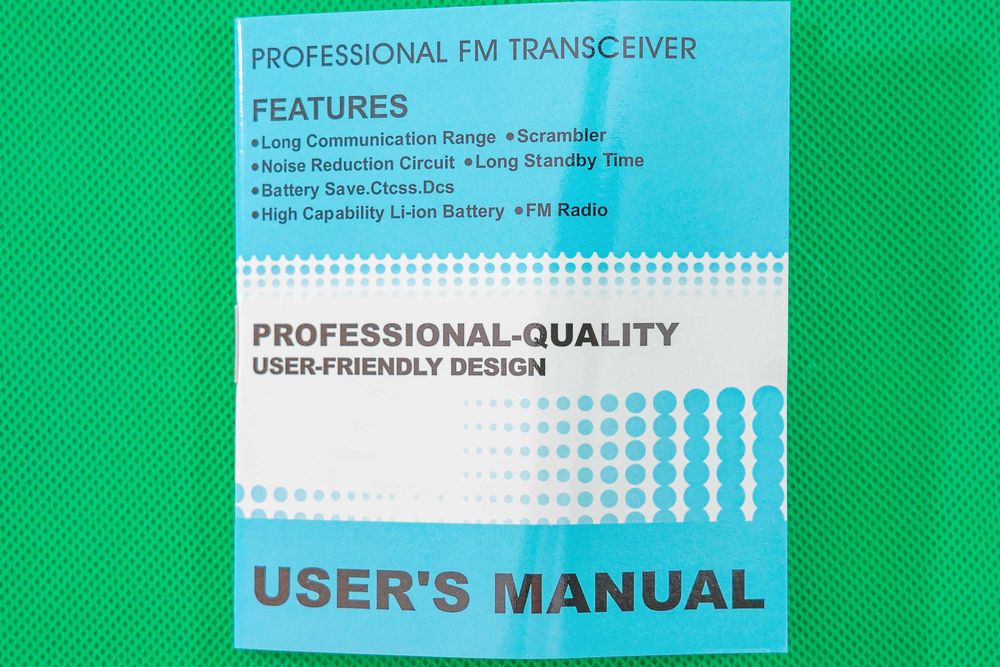 PROFESSIONAL FM TRANSCEIVER
FEATURES
●Long Communication Range ●Scrambler
●Noise Reduction Circuit ●Long Standby Time
●Battery Save.Ctcss.Dcs
●High Capability Li-ion Battery ●FM Radio
PROFESSIONAL-QUALITY
USER-FRIENDLY DESIGN
USER'S MANUAL